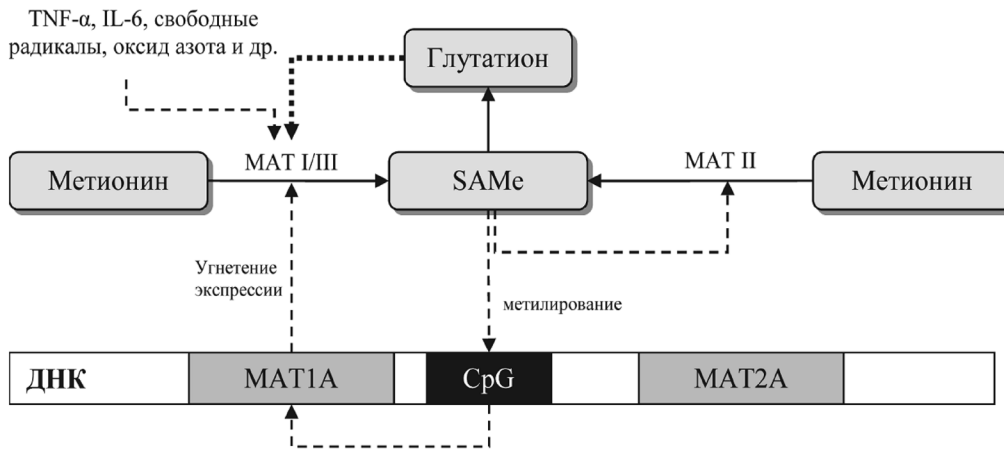 TNF-α, IL-6, свободные
радикалы, оксид азота и др.
Глутатион
Метионин
MAT I/III
SAMe
MAT II
Метионин
Угнетение
экспрессии
метилирование
ДНК
MAT1A
CpG
MAT2A